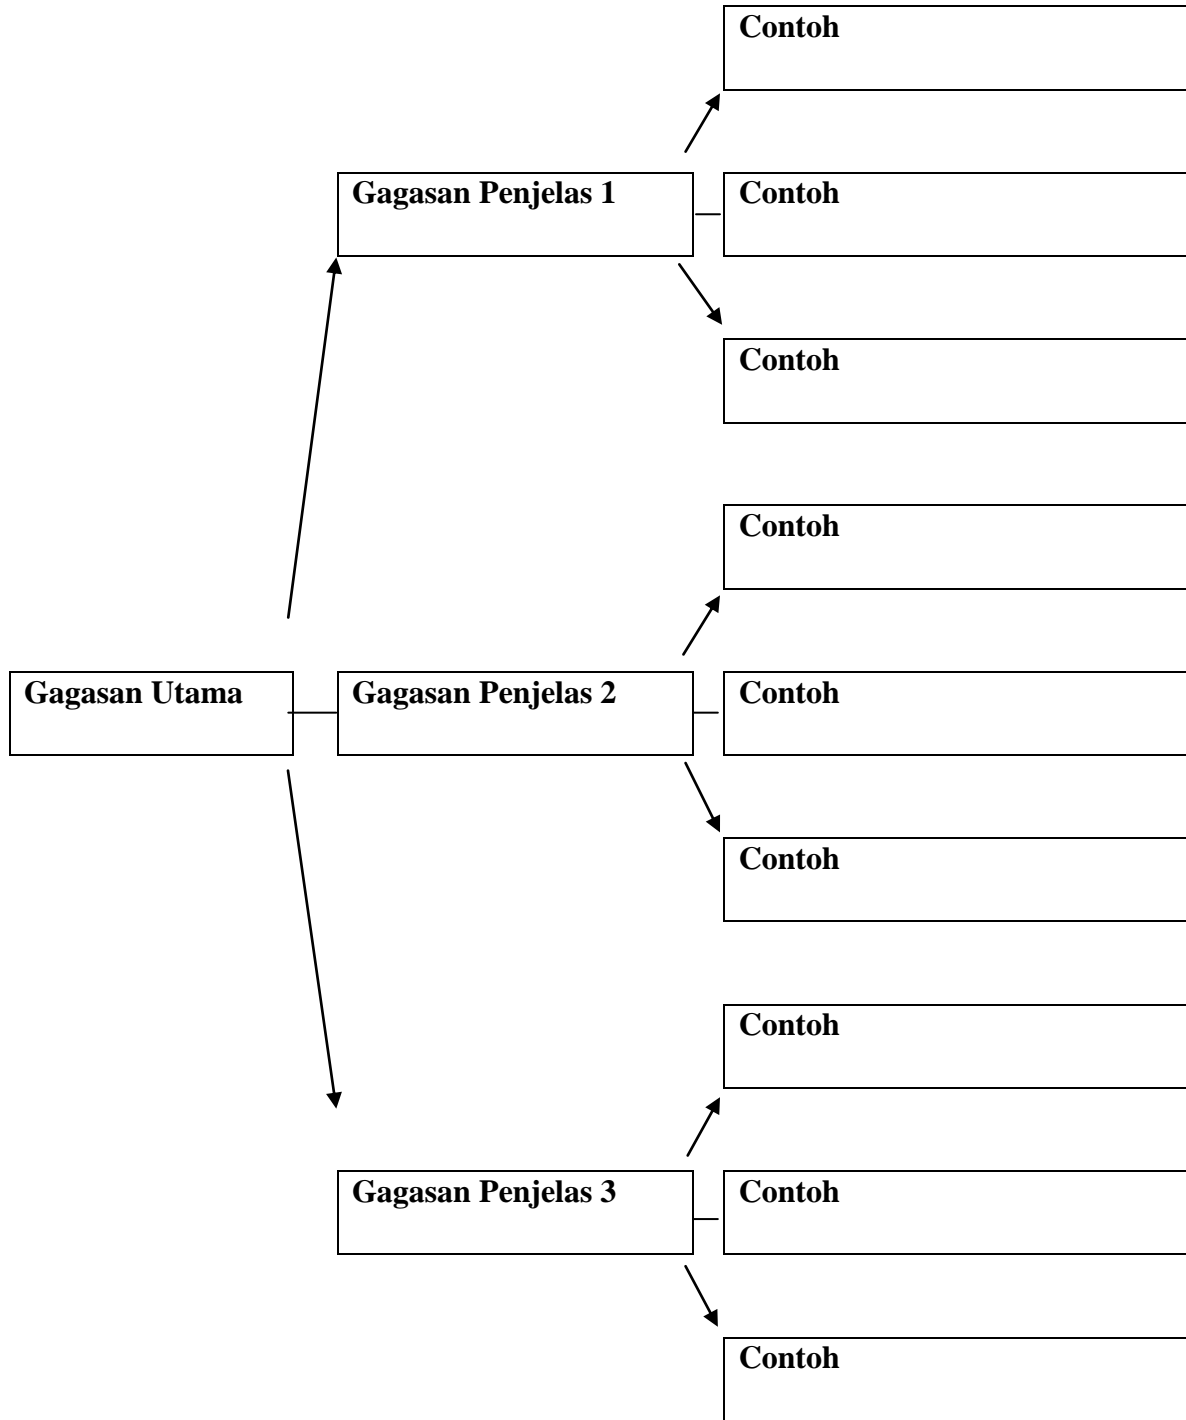 Contoh
Gagasan Penjelas 1
Contoh
Contoh
Contoh
Gagasan Utama
Gagasan Penjelas 2
Contoh
Contoh
Contoh
Gagasan Penjelas 3
Contoh
Contoh